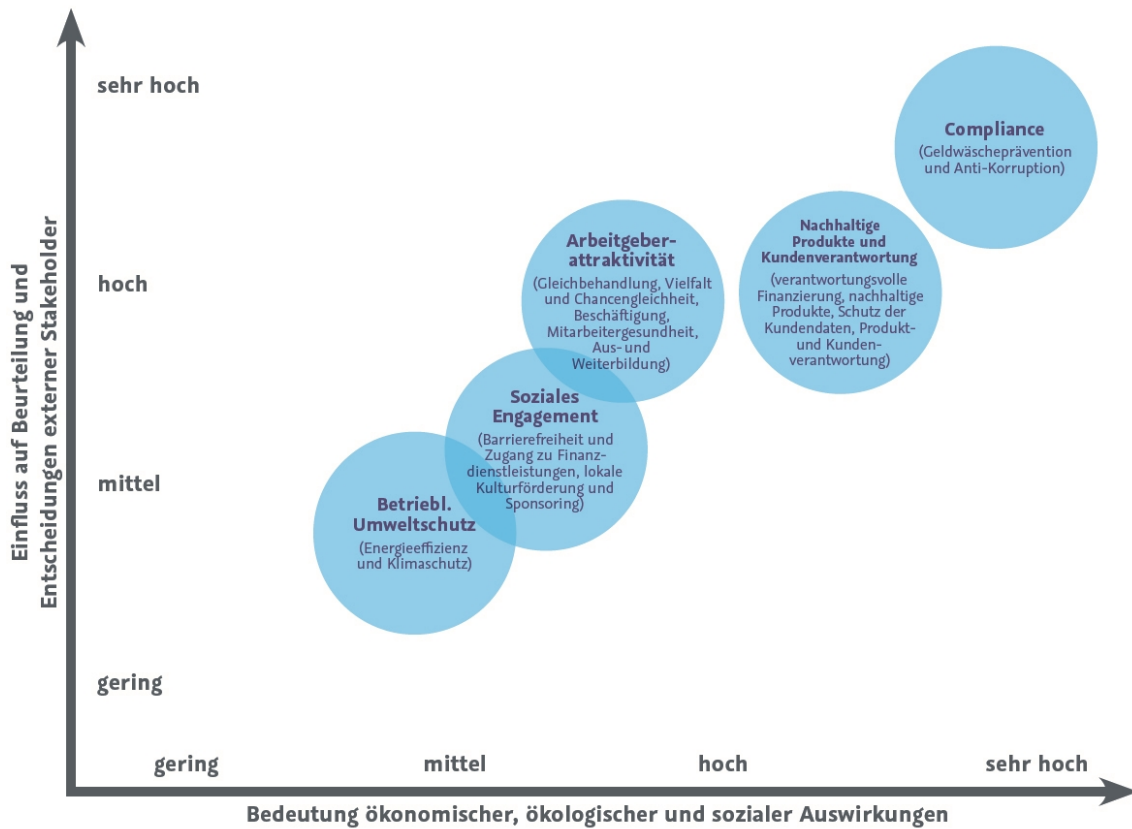 Einfluss auf Beurteilung und
Entscheidungen externer Stakeholder
sehr hoch
hoch
mittel
gering
Compliance
(Geldwäscheprävention
und Anti-Korruption)
Nachhaltige
Produkte und
Kundenverantwortung
(verantwortungsvolle
Finanzierung, nachhaltige
Produkte, Schutz der
Kundendaten, Produkt-
und Kunden-
verantwortung)
Arbeitgeber-
attraktivität
(Gleichbehandlung, Vielfalt
und Chancengleichheit,
Beschäftigung,
Mitarbeitergesundheit,
Aus- und
Weiterbildung)
Soziales
Engagement
(Barrierefreiheit und
Zugang zu Finanz-
dienstleistungen, lokale
Kulturförderung und
Sponsoring)
Betriebl.
Umweltschutz
(Energieeffizienz
und Klimaschutz)
gering mittel hoch sehr hoch
Bedeutung ökonomischer, ökologischer und sozialer Auswirkungen